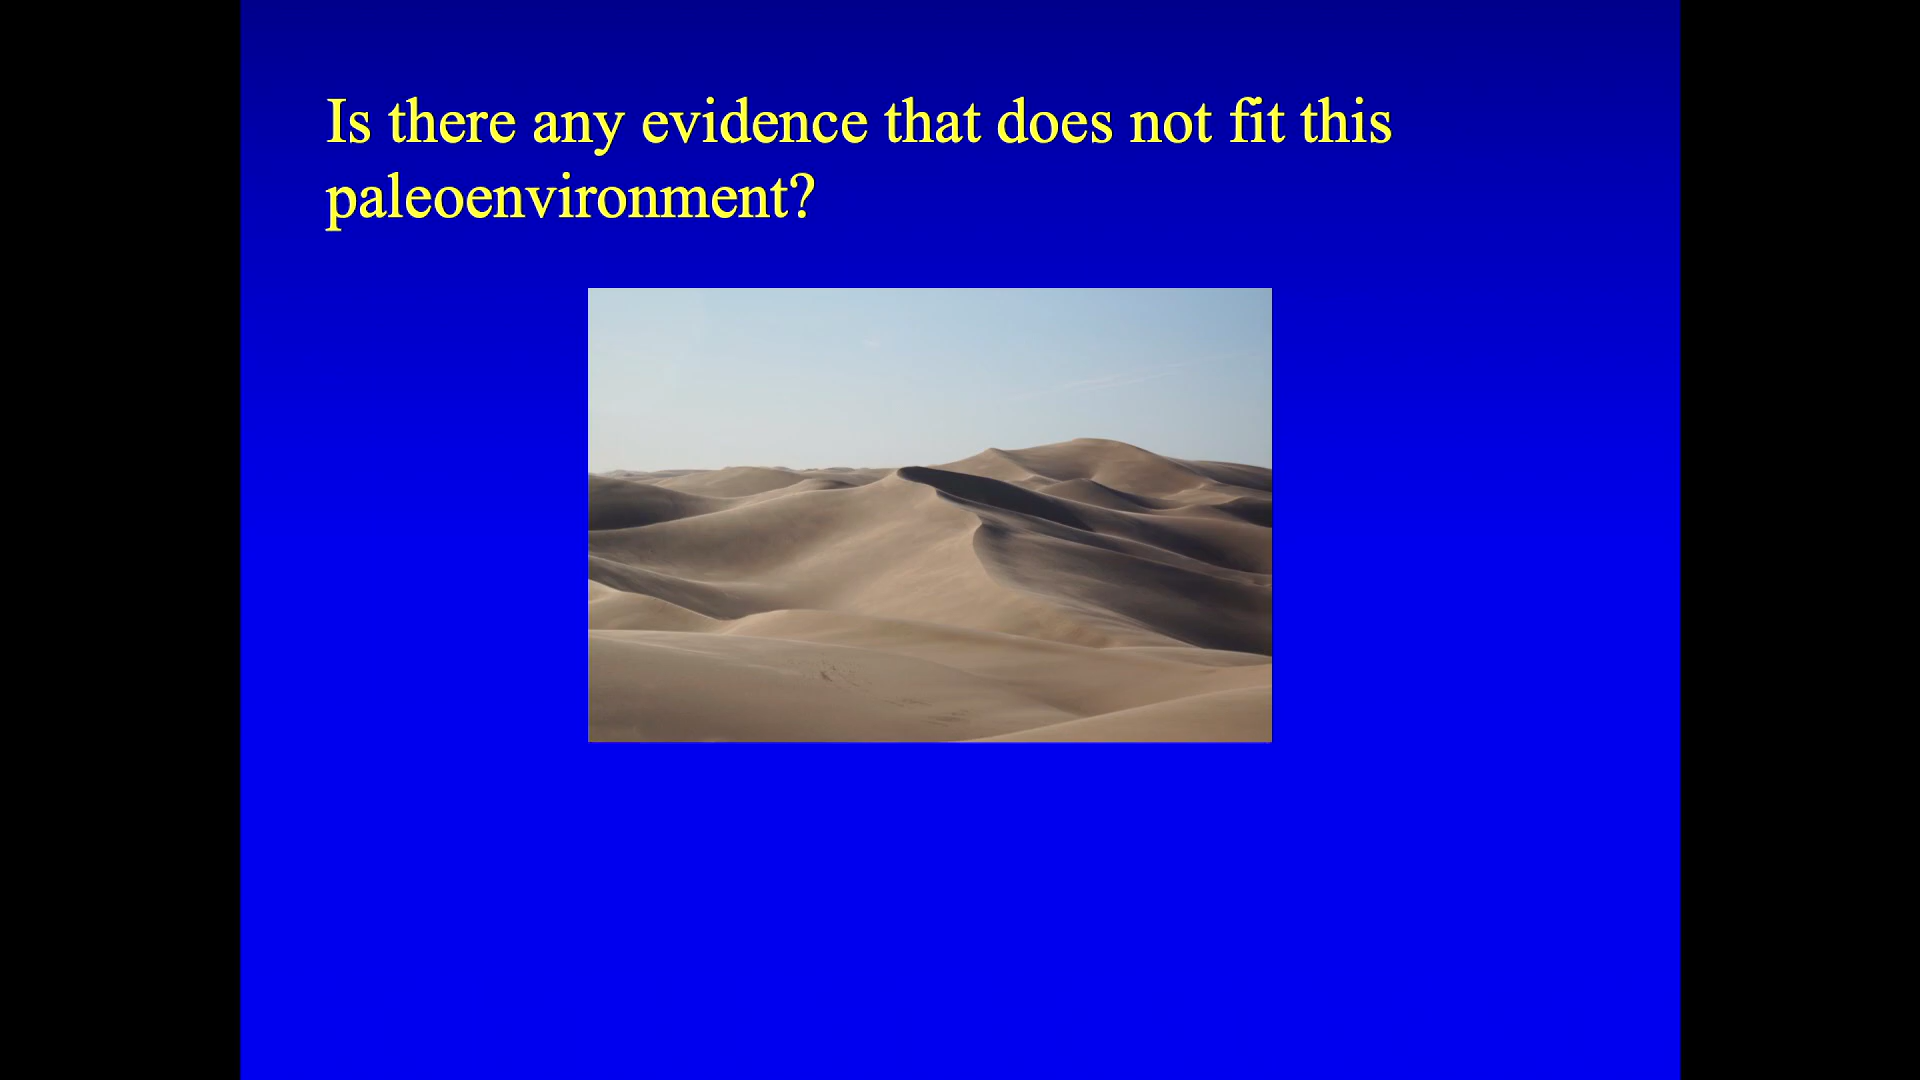 Is there any evidence that does not fit this
paleoenvironment?